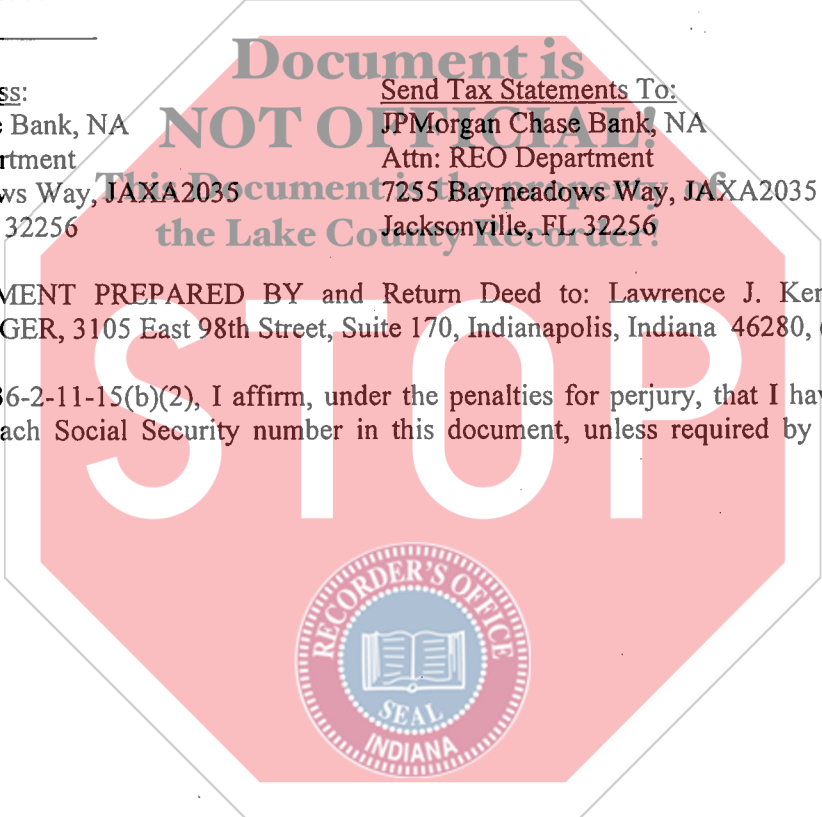 Document is
NOT OFFICIAL!
This Document is the property of
the Lake County Recorder!
ss:
Bank, NA
rtment
ws Way, JAXA2035
32256
Send Tax Statements To:
JPMorgan Chase Bank, NA
Attn: REO Department
7255 Baymeadows Way, JAXA2035
Jacksonville, FL 32256
MENT PREPARED BY and Return Deed to: Lawrence J. Ker
GER, 3105 East 98th Street, Suite 170, Indianapolis, Indiana 46280,
36-2-11-15(b)(2), I affirm, under the penalties for perjury, that I hav
ach Social Security number in this document, unless required by
STOP
RECORDER'S OFFICE
SEAL
INDIANA